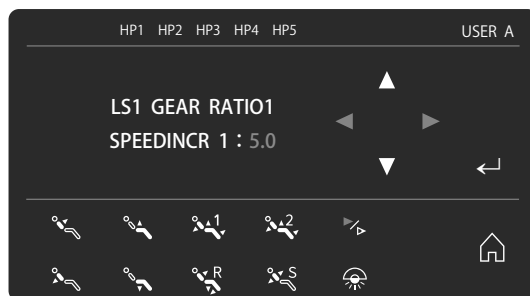 HP1 HP2 HP3 HP4 HP5 USER A
LS1 GEAR RATIO1
SPEEDINCR 1 : 5.0
1 2
R S